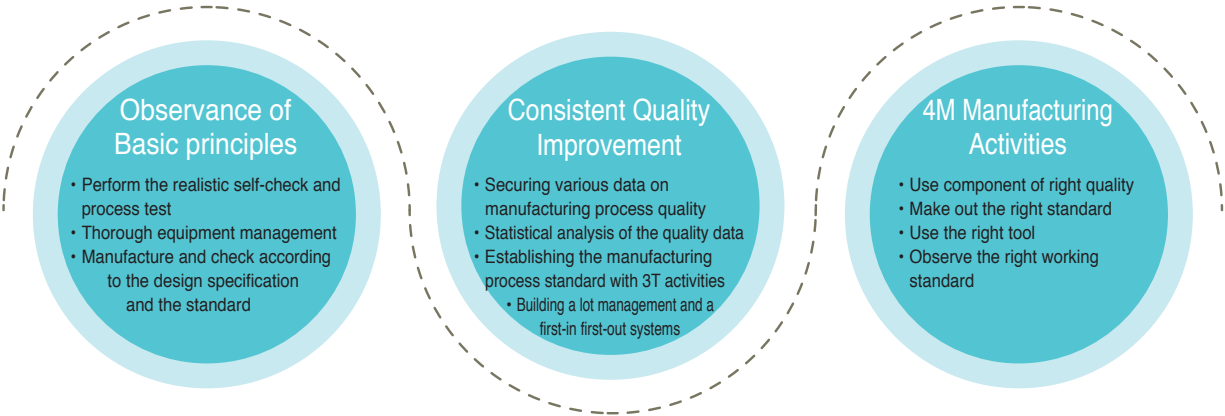 Observance of
Basic principles
• Perform the realistic self-check and
process test
• Thorough equipment management
• Manufacture and check according
to the design specification
and the standard
Consistent Quality
Improvement
• Securing various data on
manufacturing process quality
• Statistical analysis of the quality data
• Establishing the manufacturing
process standard with 3T activities
• Building a lot management and a
first-in first-out systems
4M Manufacturing
Activities
• Use component of right quality
• Make out the right standard
• Use the right tool
• Observe the right working
standard